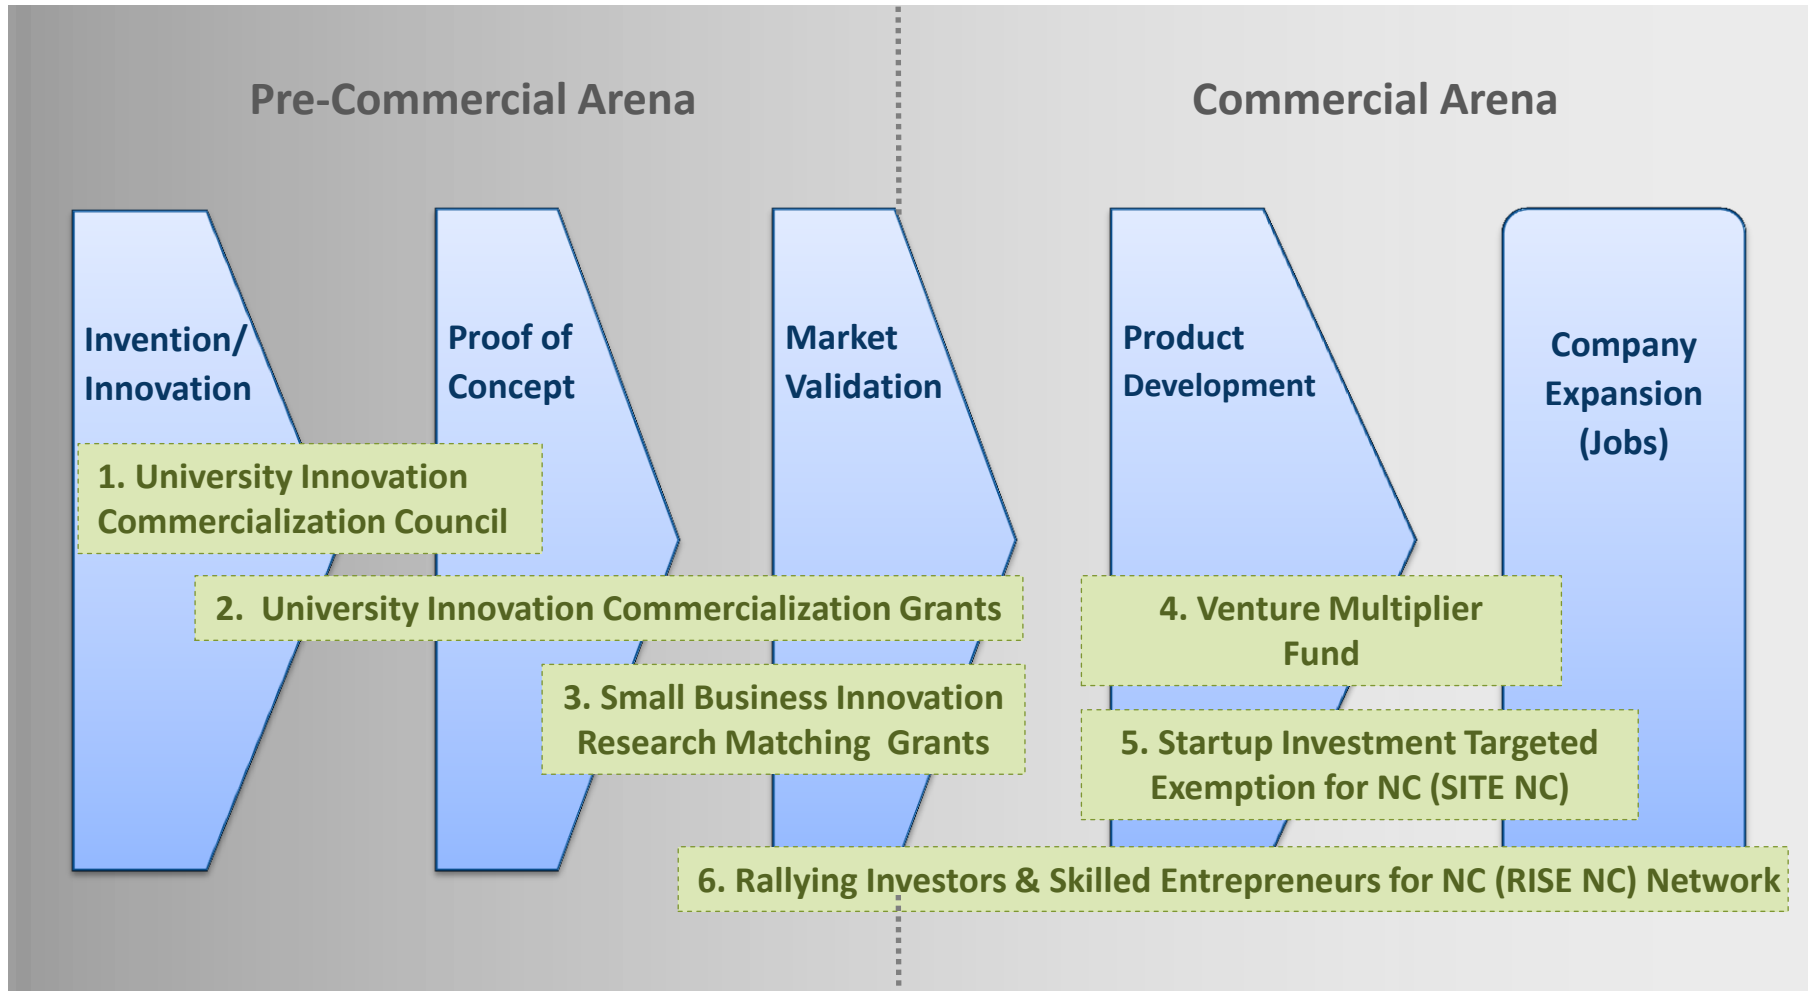 Pre-Commercial Arena
Commercial Arena
Invention/
Innovation
Proof of
Concept
Market
Validation
Product
Development
Company
Expansion
(Jobs)
1. University Innovation
Commercialization Council
2. University Innovation Commercialization Grants
3. Small Business Innovation
Research Matching Grants
4. Venture Multiplier
Fund
5. Startup Investment Targeted
Exemption for NC (SITE NC)
6. Rallying Investors & Skilled Entrepreneurs for NC (RISE NC) Network